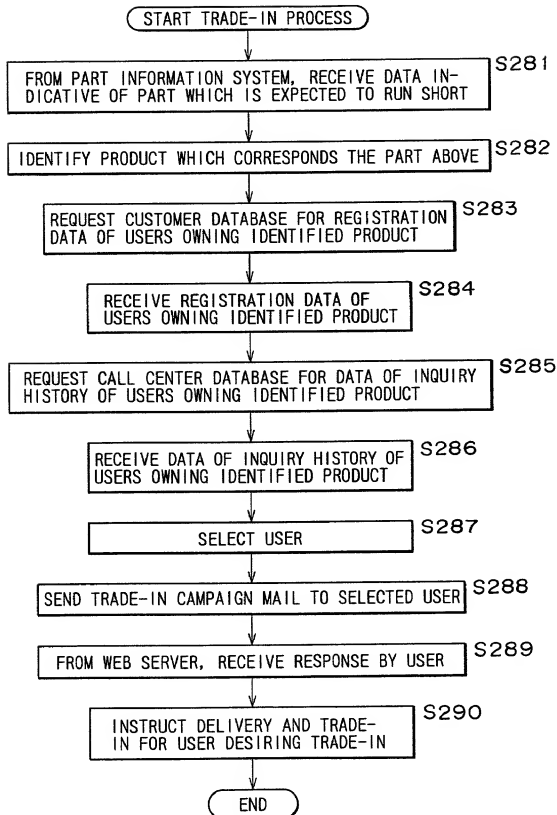 START TRADE-IN PROCESS
S281
FROM PART INFORMATION SYSTEM, RECEIVE DATA IN-
DICATIVE OF PART WHICH IS EXPECTED TO RUN SHORT
S282
IDENTIFY PRODUCT WHICH CORRESPONDS THE PART ABOVE
S283
REQUEST CUSTOMER DATABASE FOR REGISTRATION
DATA OF USERS OWNING IDENTIFIED PRODUCT
S284
RECEIVE REGISTRATION DATA OF
USERS OWNING IDENTIFIED PRODUCT
S285
REQUEST CALL CENTER DATABASE FOR DATA OF INQUIRY
HISTORY OF USERS OWNING IDENTIFIED PRODUCT
S286
RECEIVE DATA OF INQUIRY HISTORY OF
USERS OWNING IDENTIFIED PRODUCT
S287
SELECT USER
S288
SEND TRADE-IN CAMPAIGN MAIL TO SELECTED USER
S289
FROM WEB SERVER, RECEIVE RESPONSE BY USER
S290
INSTRUCT DELIVERY AND TRADE-
IN FOR USER DESIRING TRADE-IN
END